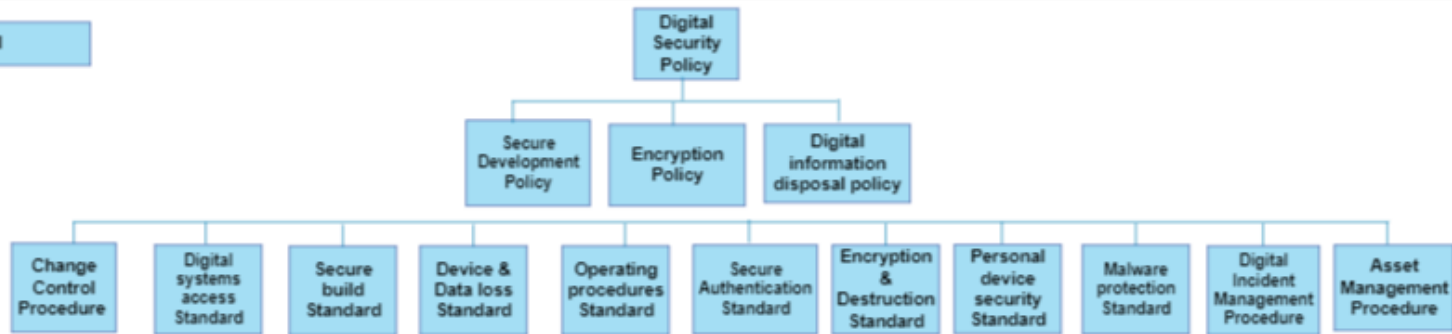 Digital
Security
Policy
Secure
Development
Policy
Encryption
Policy
Digital
information
disposal policy
Change
Control
Procedure
Digital
systems
access
Standard
Secure
build
Standard
Device &
Data loss
Standard
Operating
procedures
Standard
Secure
Authentication
Standard
Encryption
&
Destruction
Standard
Personal
device
security
Standard
Malware
protection
Standard
Digital
Incident
Management
Procedure
Asset
Management
Procedure